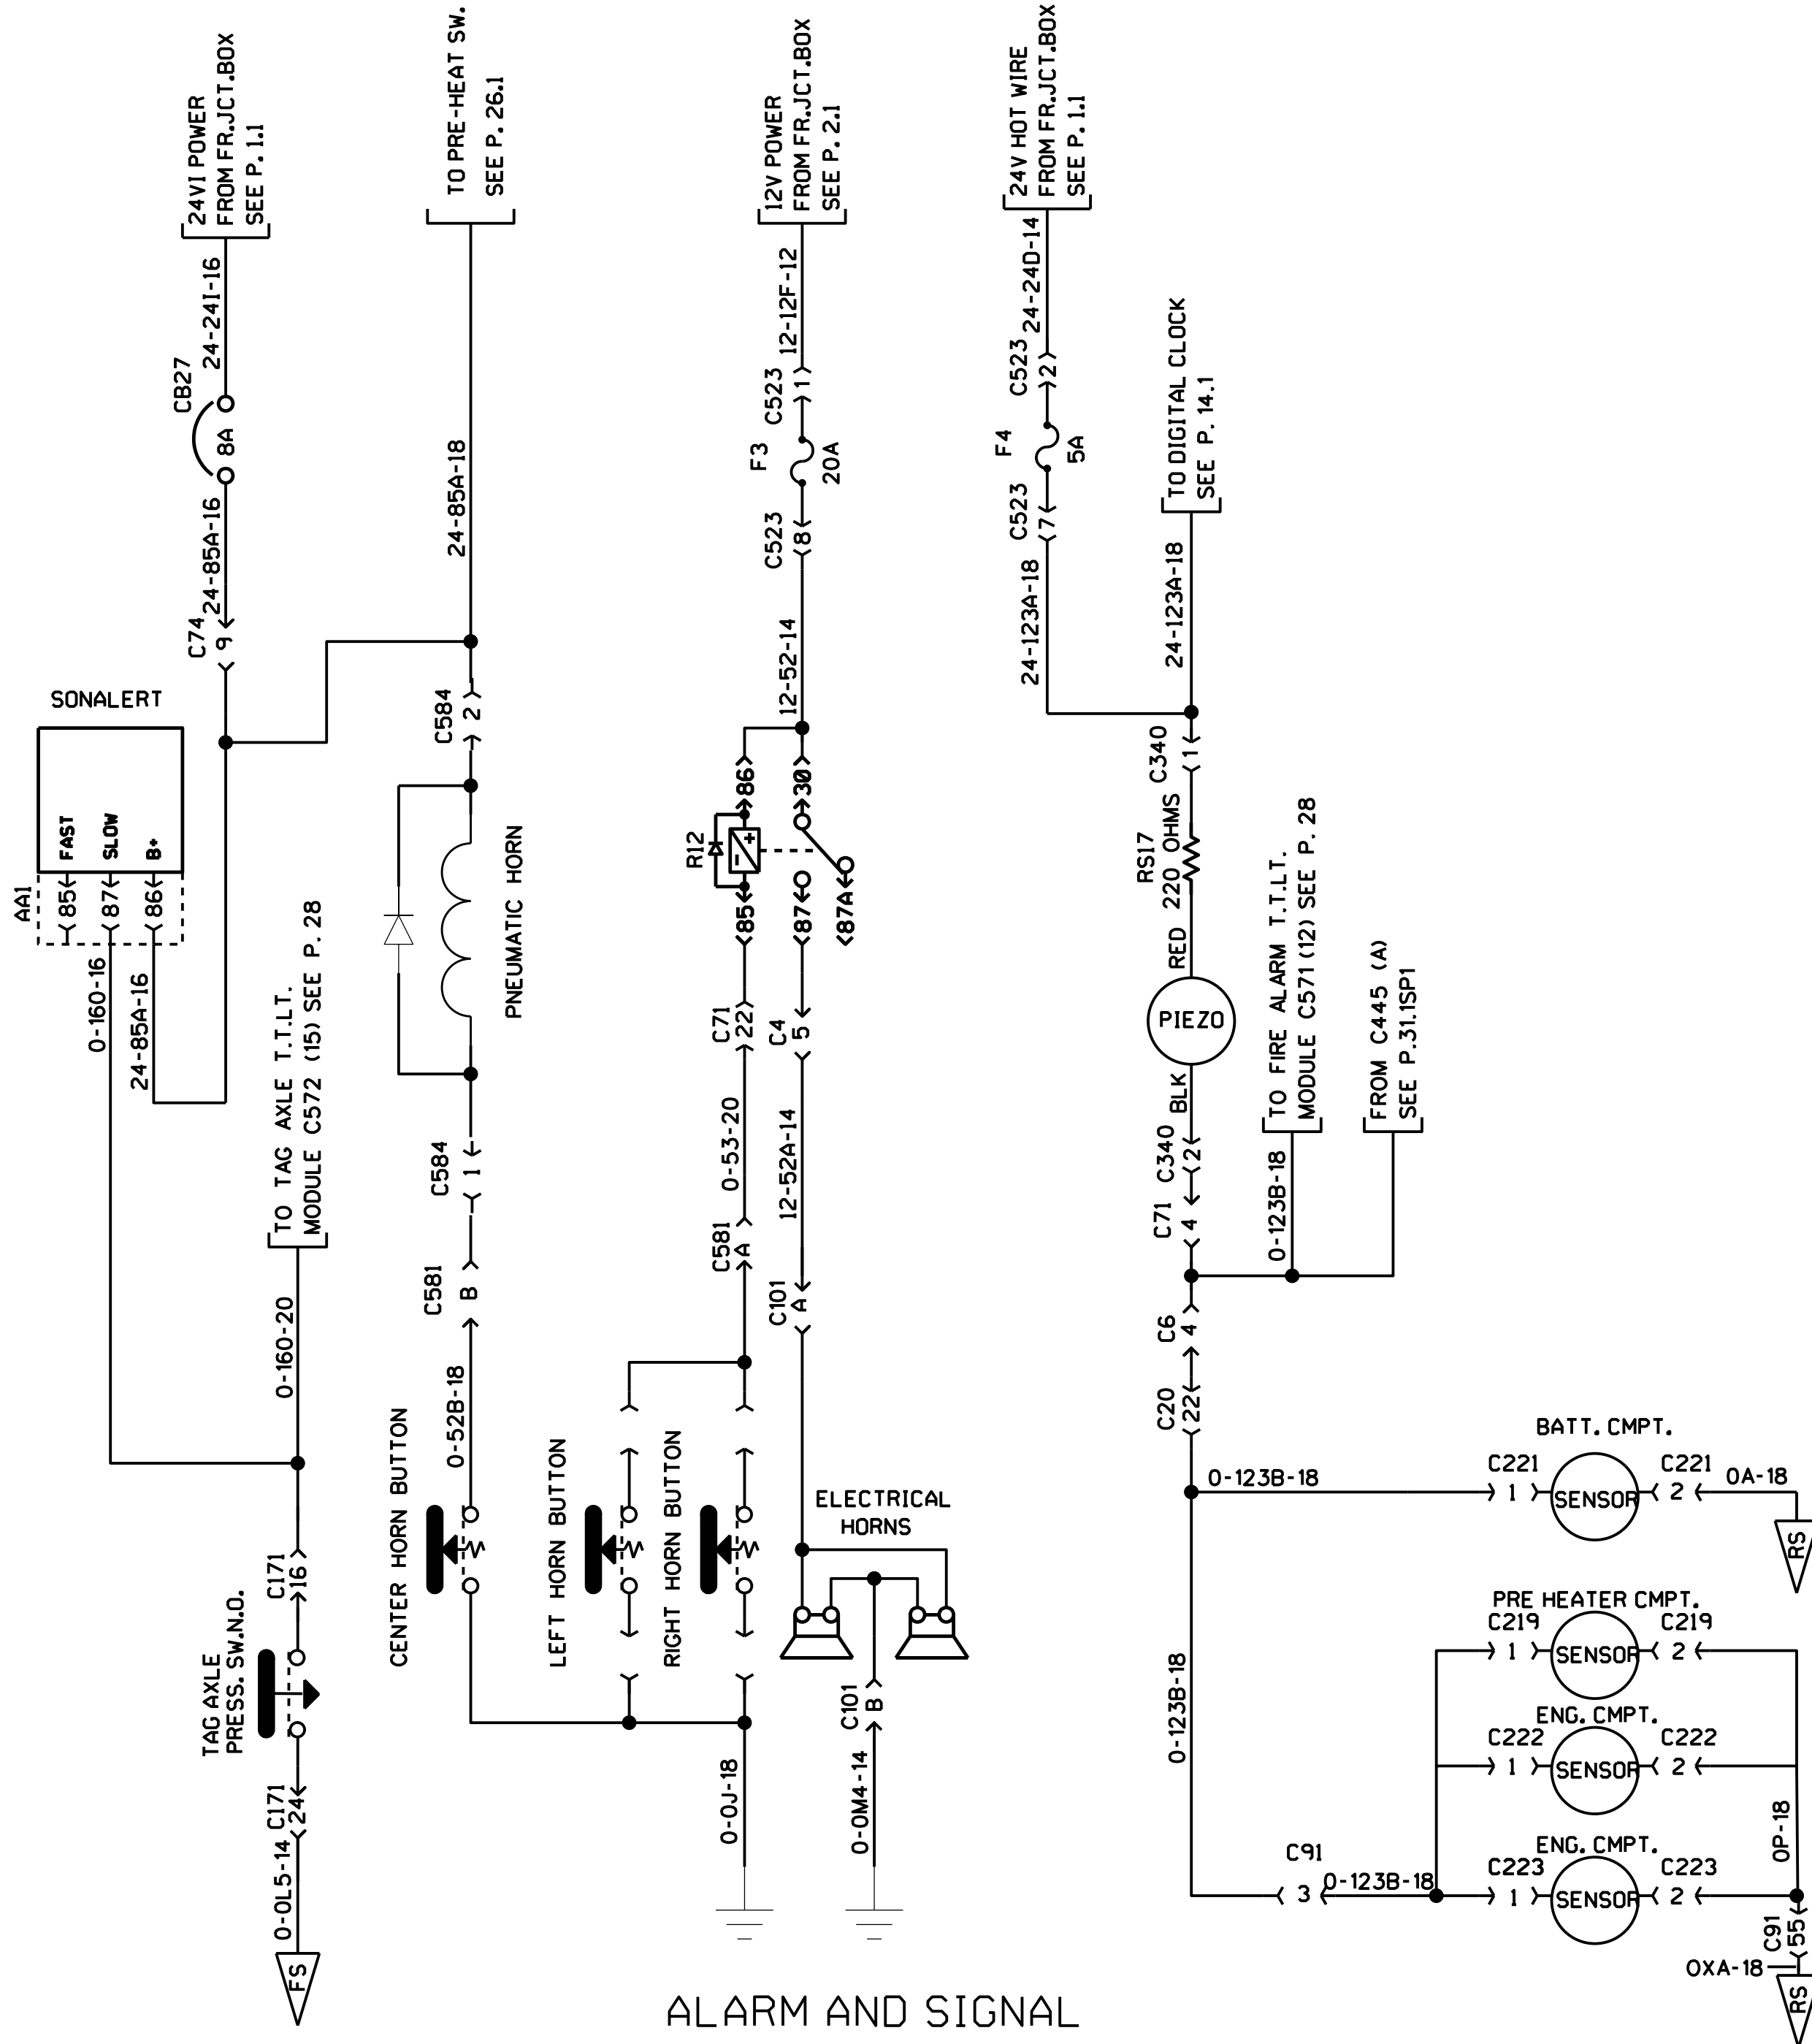 24VI POWER
FROM FR.JCT.BOX
SEE P. 1.1
24-24I-16
CB27
8A
24-85A-16
C74
9
SONALERT
FAST
SLOW
B+
AA1
85
87
86
0-160-16
24-85A-16
TO TAG AXLE T.T.LT.
MODULE C572 (15) SEE P. 28
0-160-20
C171
16
TAG AXLE
PRESS. SW.N.O.
C171
24
0-0L5-14
FS
TO PRE-HEAT SW.
SEE P. 26.1
24-85A-18
C584
2
PNEUMATIC HORN
C584
1
C581
B
0-52B-18
CENTER HORN BUTTON
LEFT HORN BUTTON
RIGHT HORN BUTTON
12V POWER
FROM FR.JCT.BOX
SEE P. 2.1
12-12F-12
C523
1
F3
20A
C523
8
12-52-14
86
30
R12
+
-
85
87
87A
C71
22
C4
5
0-53-20
12-52A-14
C581
A
C101
A
ELECTRICAL
HORNS
C101
B
0-0J-18
0-0M4-14
24V HOT WIRE
FROM FR.JCT.BOX
SEE P. 1.1
24-24D-14
C523
2
F4
5A
C523
7
24-123A-18
TO DIGITAL CLOCK
SEE P. 14.1
24-123A-18
C340
1
RS17
220 OHMS
RED
PIEZO
BLK
C340
2
C71
4
TO FIRE ALARM T.T.LT.
MODULE C571 (12) SEE P. 28
0-123B-18
FROM C445 (A)
SEE P.31.1SP1
C6
4
C20
22
0-123B-18
BATT. CMPT.
C221
1
SENSOR
C221
2
0A-18
RS
0-123B-18
PRE HEATER CMPT.
C219
1
SENSOR
C219
2
ENG. CMPT.
C222
1
SENSOR
C222
2
0P-18
ENG. CMPT.
C91
3
0-123B-18
C223
1
SENSOR
C223
2
C91
55
0XA-18
RS
ALARM AND SIGNAL